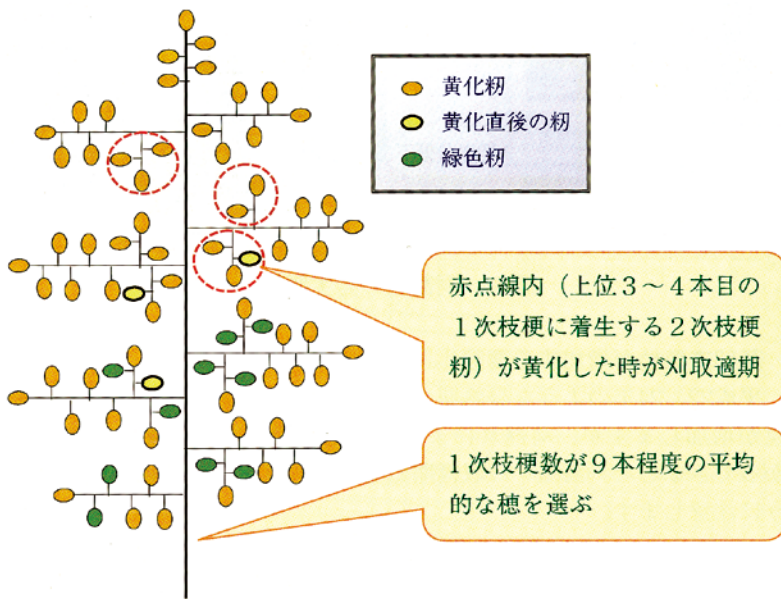 黄化籾
黄化直後の籾
緑色籾
赤点線内（上位３～４本目の
１次枝梗に着生する２次枝梗
籾）が黄化した時が刈取適期
１次枝梗数が９本程度の平均
的な穂を選ぶ